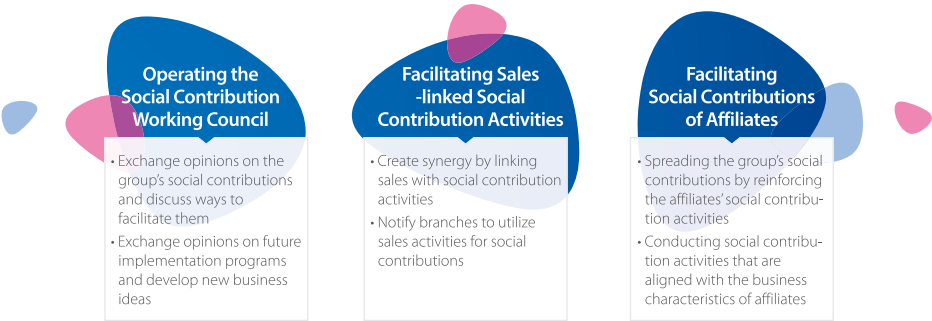 Operating the
Social Contribution
Working Council
• Exchange opinions on the
group's social contributions
and discuss ways to
facilitate them
• Exchange opinions on future
implementation programs
and develop new business
ideas
Facilitating Sales
-linked Social
Contribution Activities
• Create synergy by linking
sales with social contribution
activities
• Notify branches to utilize
sales activities for social
contributions
Facilitating
Social Contributions
of Affiliates
• Spreading the group's social
contributions by reinforcing
the affiliates' social contribu-
tion activities
• Conducting social contribu-
tion activities that are
aligned with the business
characteristics of affiliates